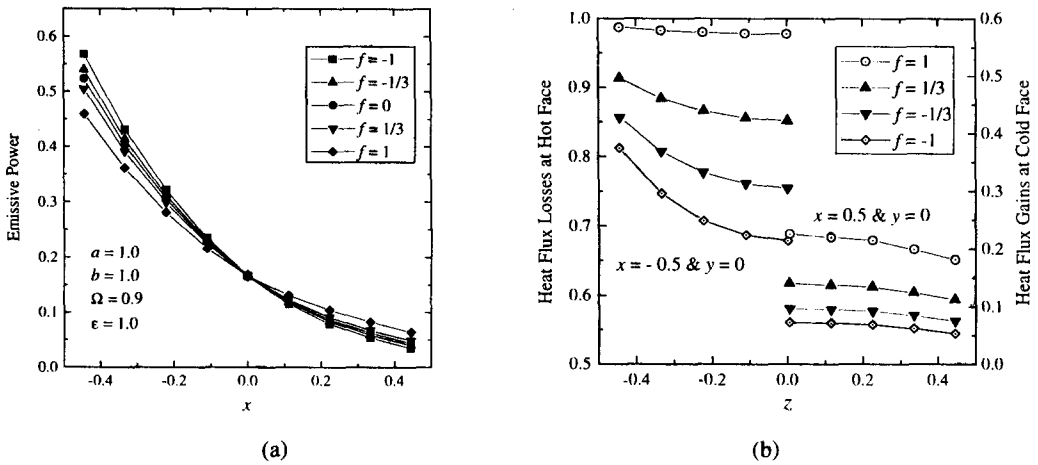 0.6
0.5
0.4
0.3
0.2
0.1
0.0
Emissive Power
f = -1
f = -1/3
f = 0
f = 1/3
f = 1
a = 1.0
b = 1.0
Ω = 0.9
ε = 1.0
-0.4 -0.2 0.0 0.2 0.4
x
(a)
1.0
0.9
0.8
0.7
0.6
0.5
Heat Flux Losses at Hot Face
f = 1
f = 1/3
f = -1/3
f = -1
x = 0.5 & y = 0
x = - 0.5 & y = 0
0.6
0.5
0.4
0.3
0.2
0.1
0.0
Heat Flux Gains at Cold Face
-0.4 -0.2 0.0 0.2 0.4
z
(b)